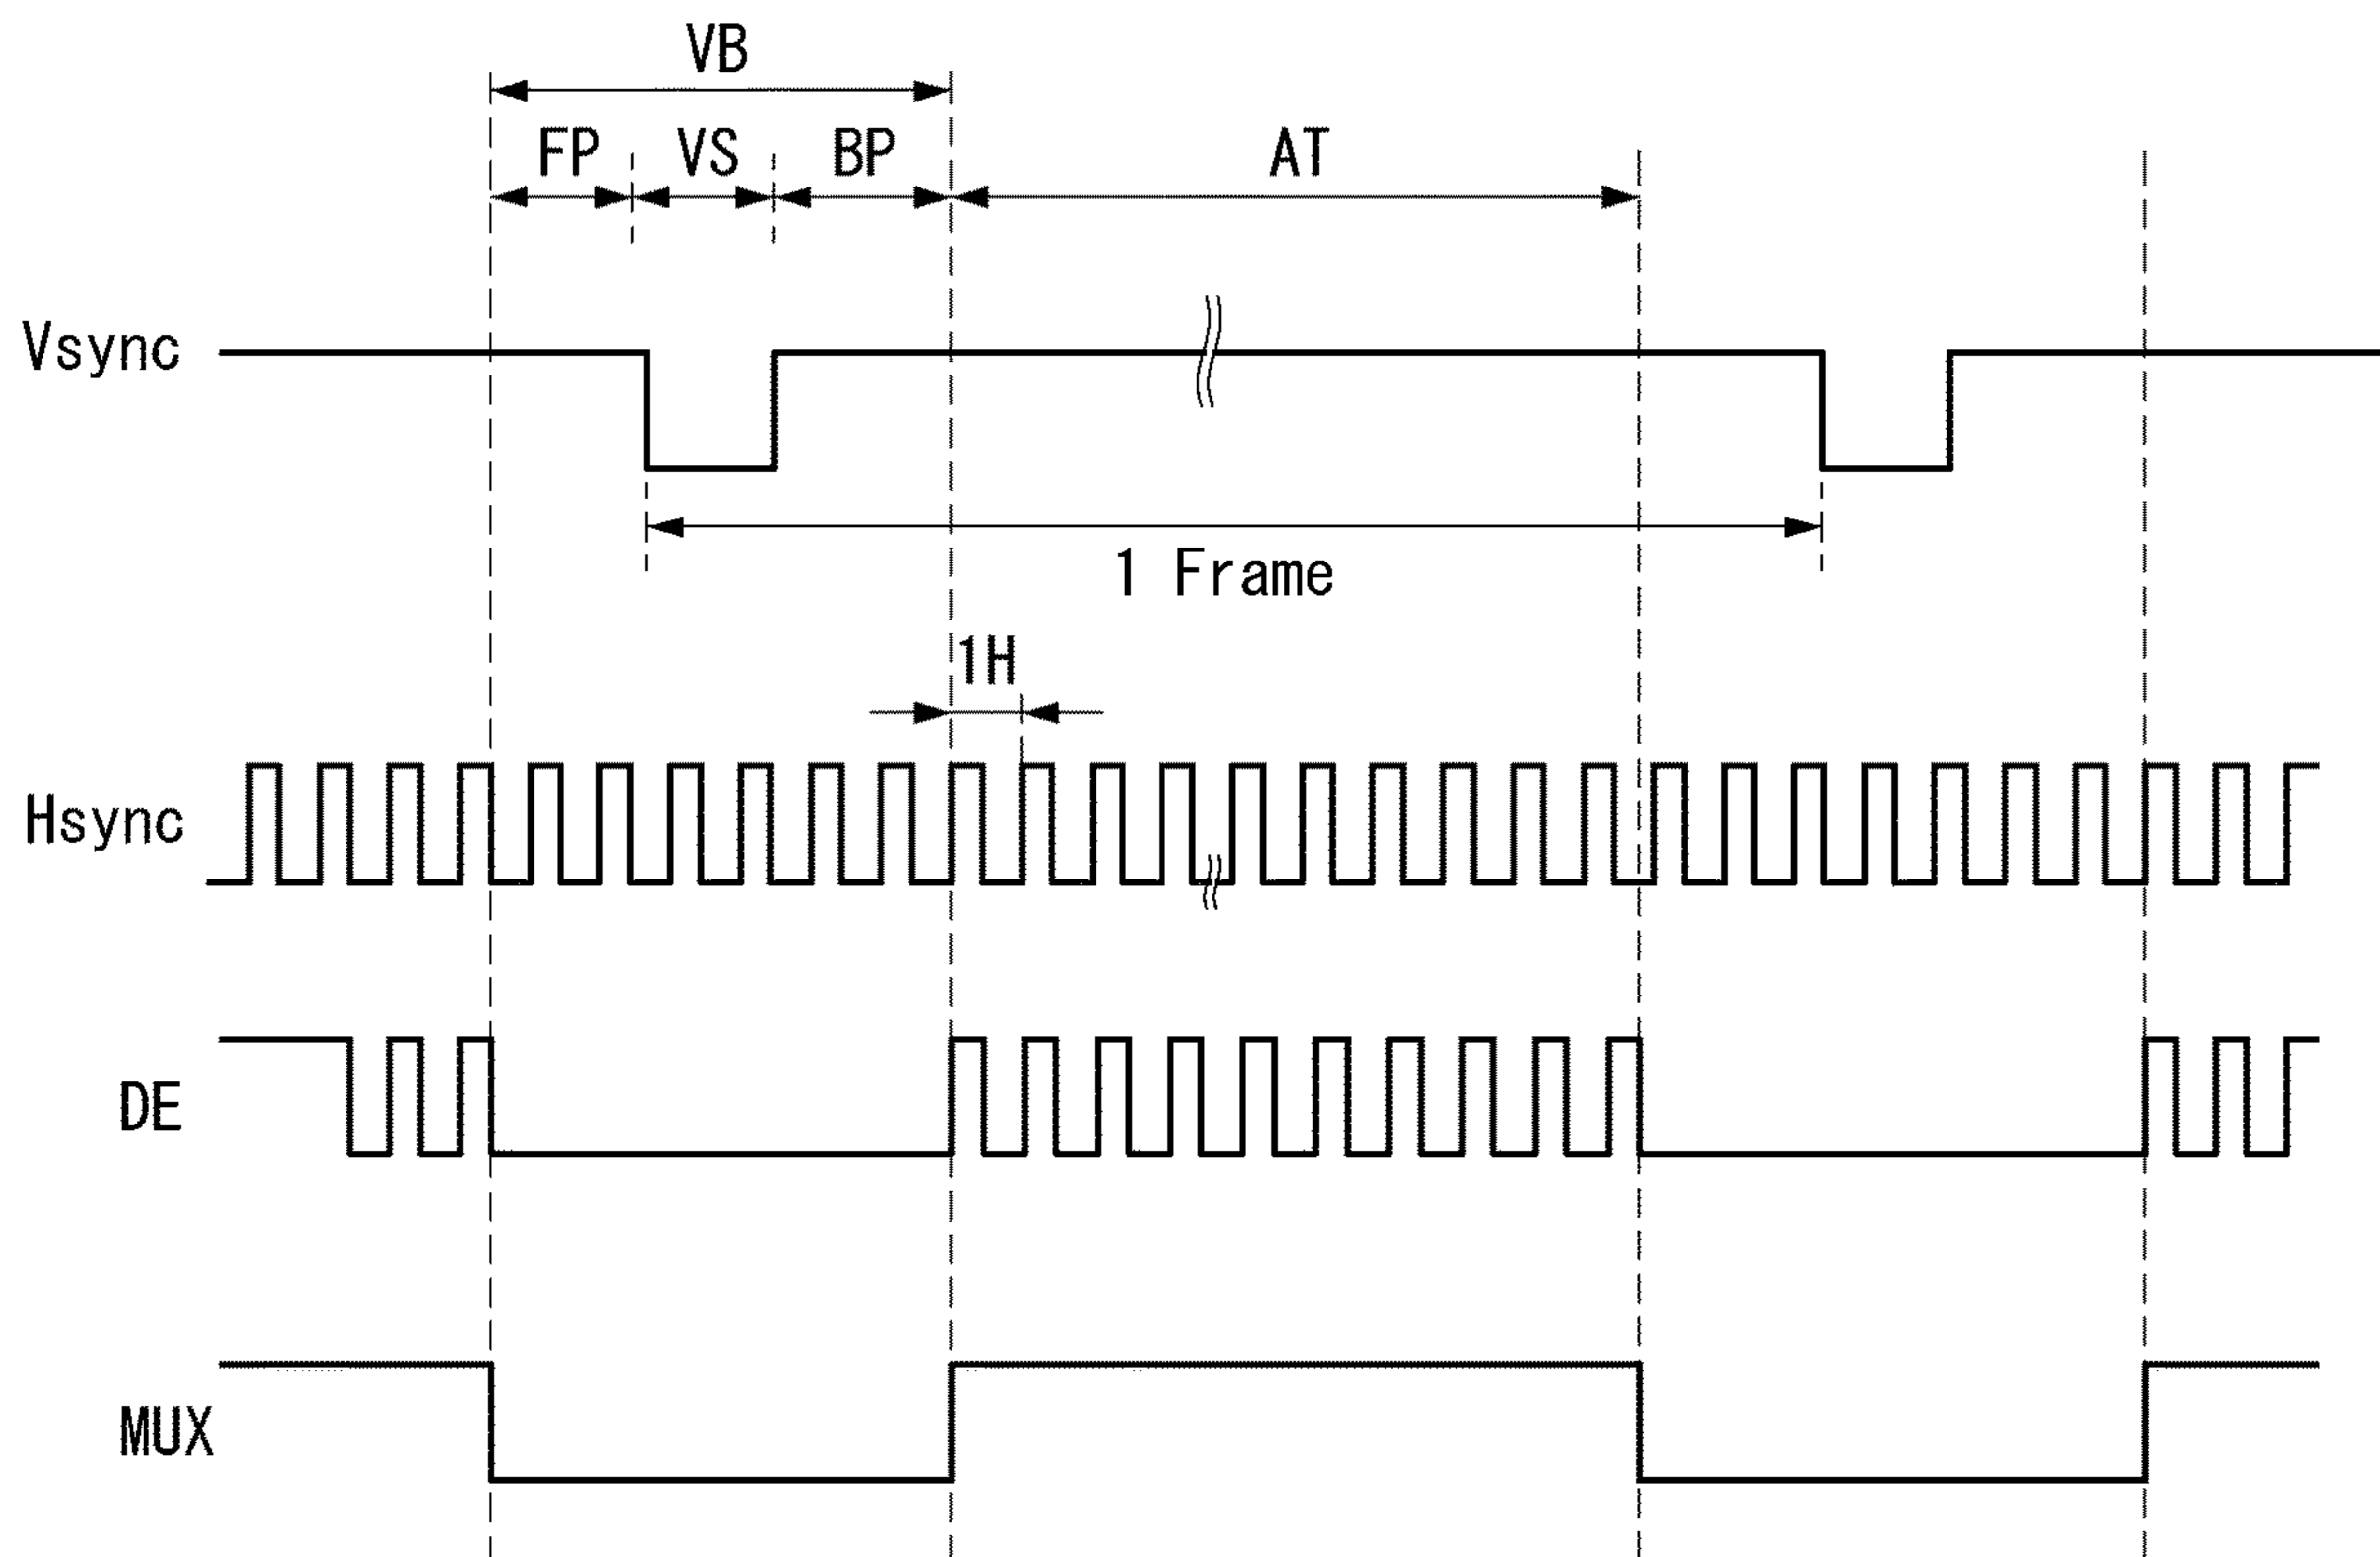 VB
FP VS BP AT
Vsync
1 Frame
1H
Hsync
DE
MUX